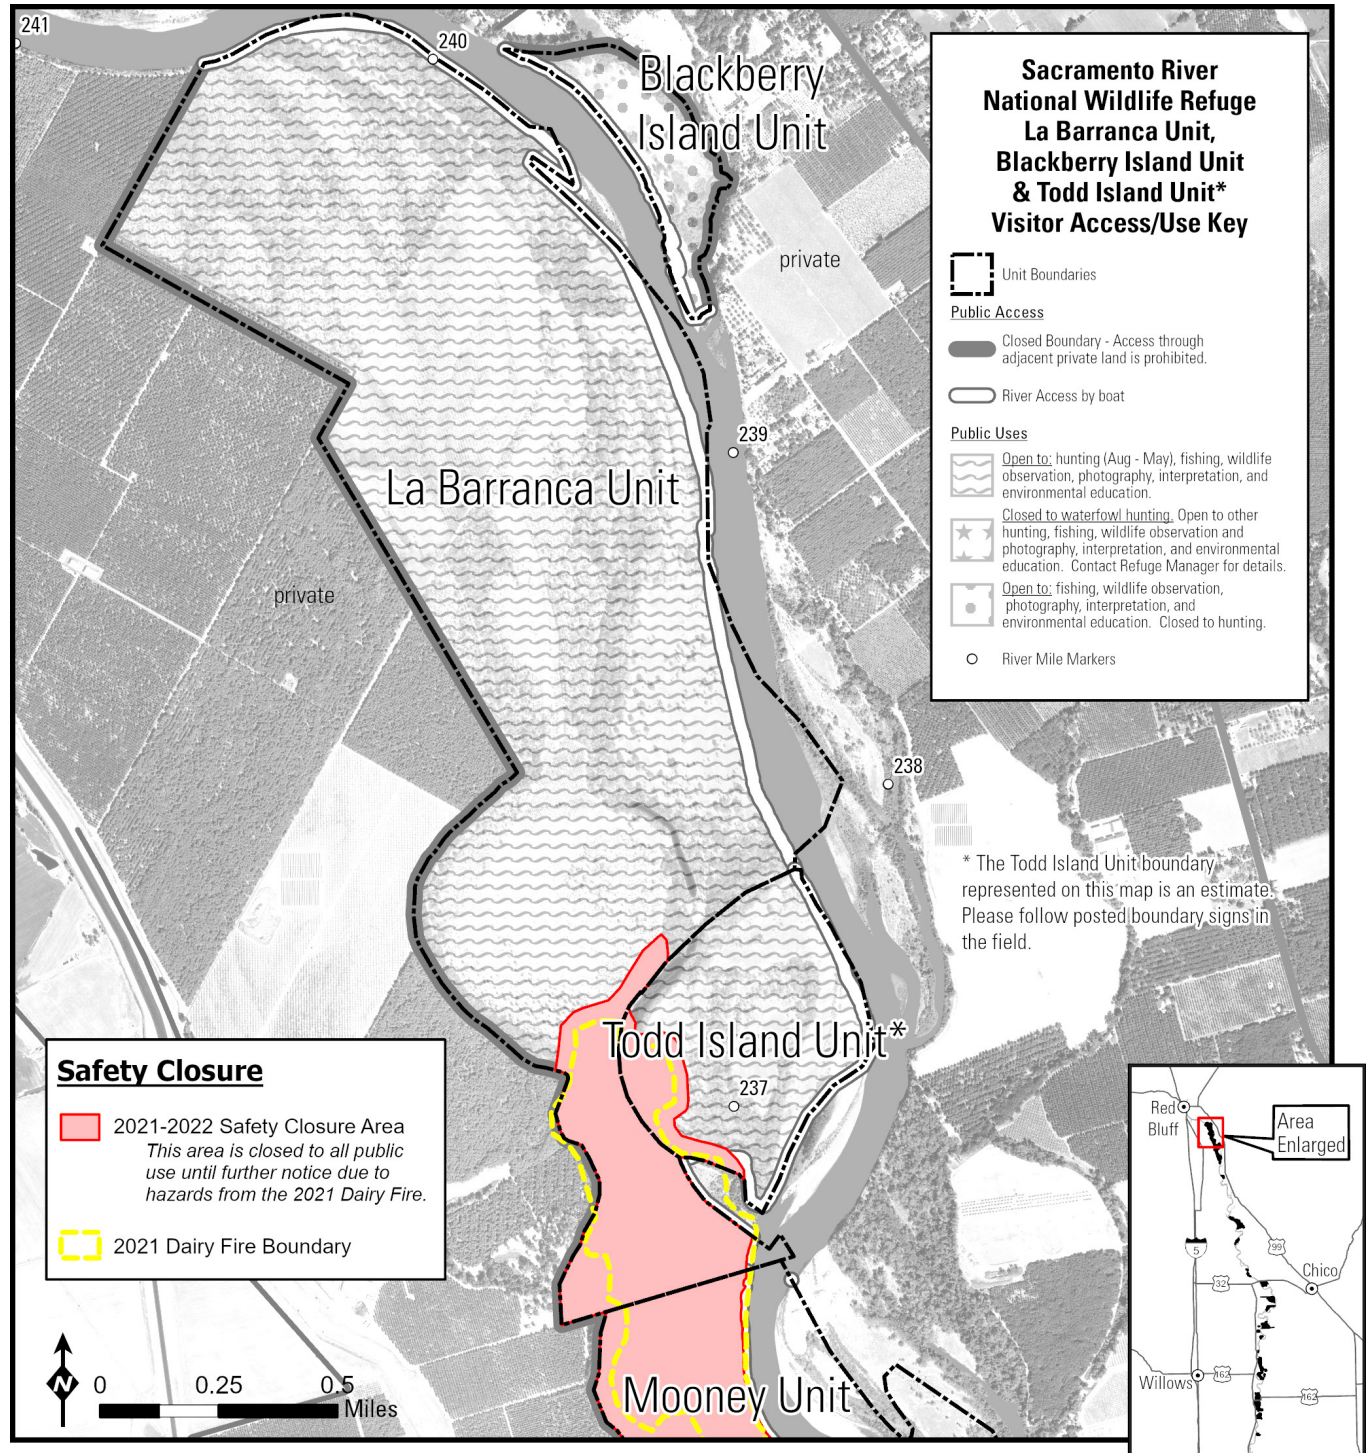 241
240
Blackberry
Island Unit
private
239
La Barranca Unit
private
238
* The Todd Island Unit boundary
represented on this map is an estimate.
Please follow posted boundary signs in
the field.
Todd Island Unit*
237
Mooney Unit
Sacramento River
National Wildlife Refuge
La Barranca Unit,
Blackberry Island Unit
& Todd Island Unit*
Visitor Access/Use Key
Unit Boundaries
Public Access
Closed Boundary - Access through
adjacent private land is prohibited.
River Access by boat
Public Uses
Open to: hunting (Aug - May), fishing, wildlife
observation, photography, interpretation, and
environmental education.
Closed to waterfowl hunting. Open to other
hunting, fishing, wildlife observation and
photography, interpretation, and environmental
education. Contact Refuge Manager for details.
Open to: fishing, wildlife observation,
photography, interpretation, and
environmental education. Closed to hunting.
River Mile Markers
Safety Closure
2021-2022 Safety Closure Area
This area is closed to all public
use until further notice due to
hazards from the 2021 Dairy Fire.
2021 Dairy Fire Boundary
N
0 0.25 0.5
Miles
Red
Bluff
Area
Enlarged
5
99
Chico
32
Willows
162
162